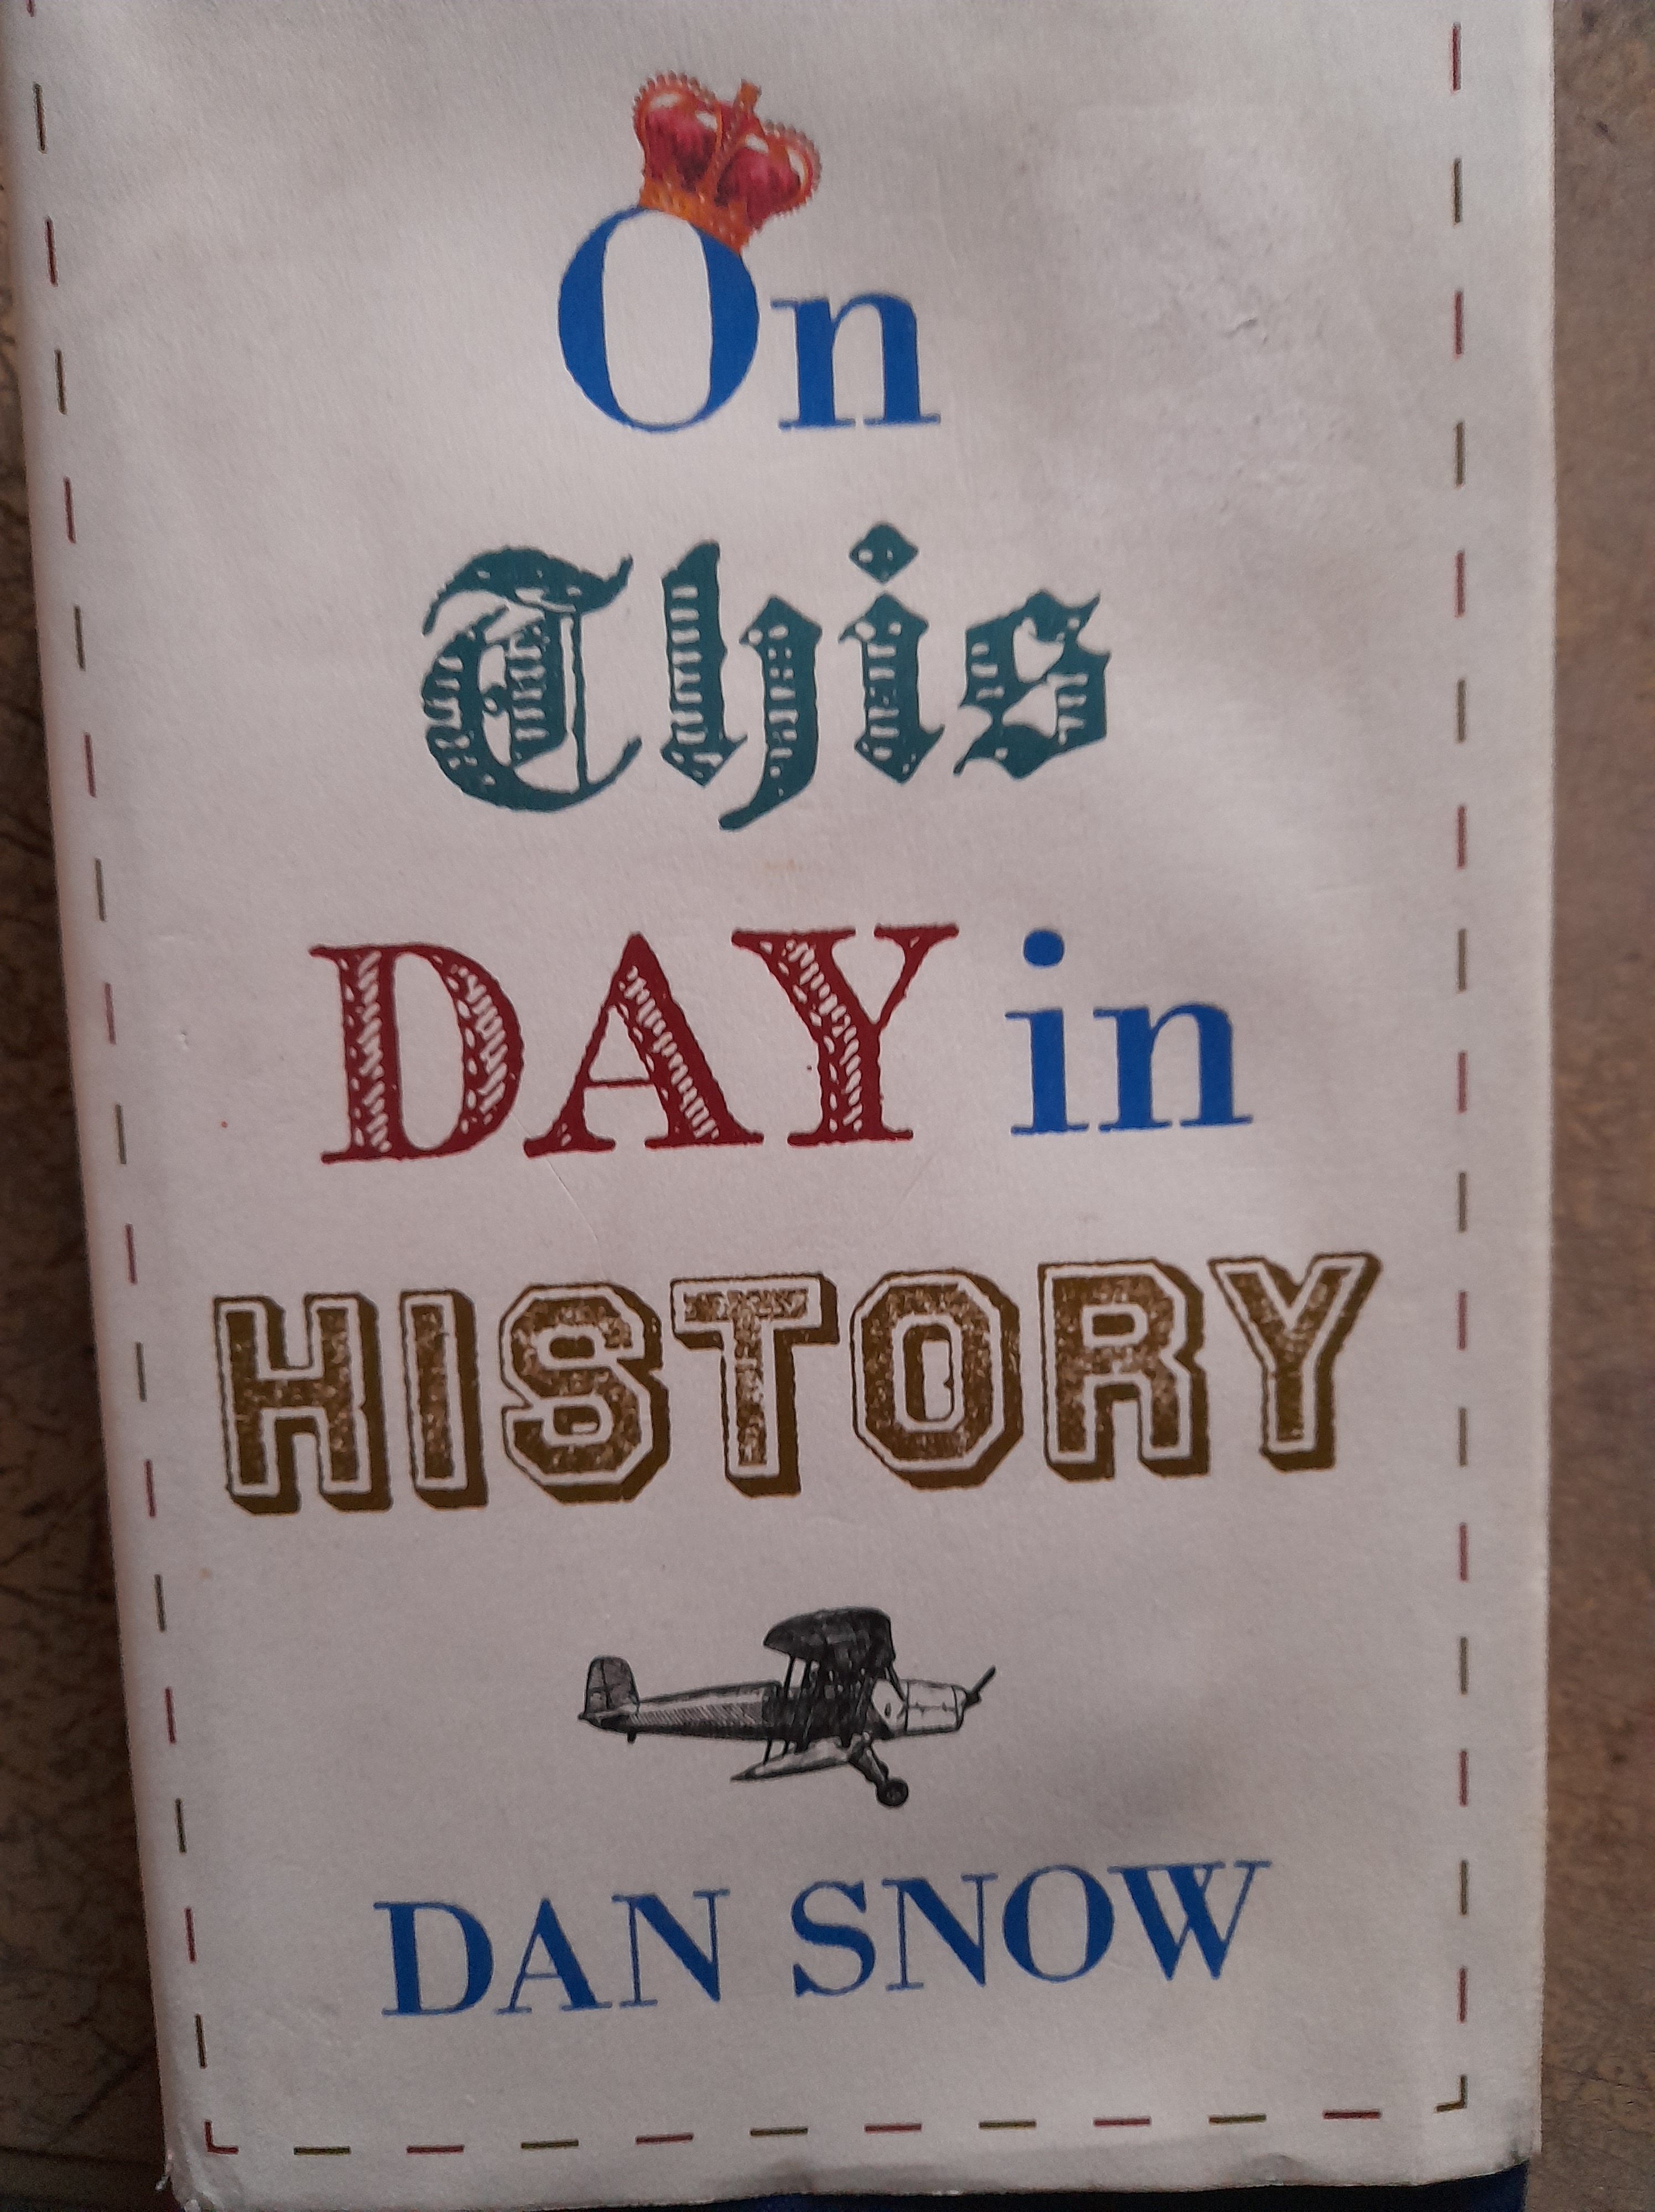 On
This
DAY in
HISTORY
DAN SNOW